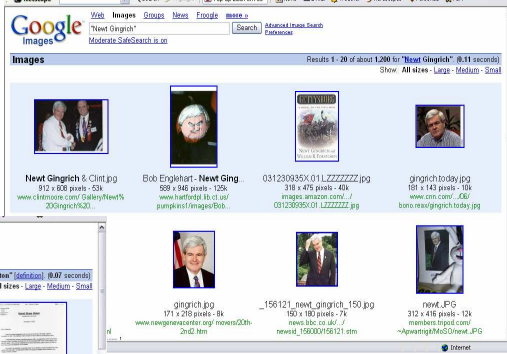 Web Images Groups News Froogle more »
Google
Images
"Newt Gingrich" Search Advanced Image Search
Preferences
Moderate SafeSearch is on
Images Results 1 - 20 of about 1,200 for "Newt Gingrich". (0.11 seconds)
Show: All sizes - Large - Medium - Small
GETTYSBURG
Newt Gingrich & Clint.jpg
912 x 608 pixels - 53k
www.clintmoore.com/ Gallery/Newt%
20Gingrich%20...
Bob Englehart - Newt Ging...
589 x 946 pixels - 125k
www.hartfordpl.lib.ct.us/
pumpkins1/images/Bob...
031230935X.01.LZZZZZZZ.jpg
318 x 475 pixels - 40k
images.amazon.com/.../
031230935X.01.LZZZZZZZ.jpg
gingrich.today.jpg
181 x 143 pixels - 10k
www.cnn.com/.../06/
bono.reax/gingrich.today.jpg
ton" [definition]. (0.07 seconds)
l sizes - Large - Medium - Small
gingrich.jpg
171 x 218 pixels - 8k
www.newgenevacenter.org/ movers/20th-
2nd2.htm
_156121_newt_gingrich_150.jpg
150 x 180 pixels - 7k
news.bbc.co.uk/.../
newsid_156000/156121.stm
newt.JPG
312 x 416 pixels - 12k
members.tripod.com/
~Apwartrigit/MoSO/newt.JPG
Internet